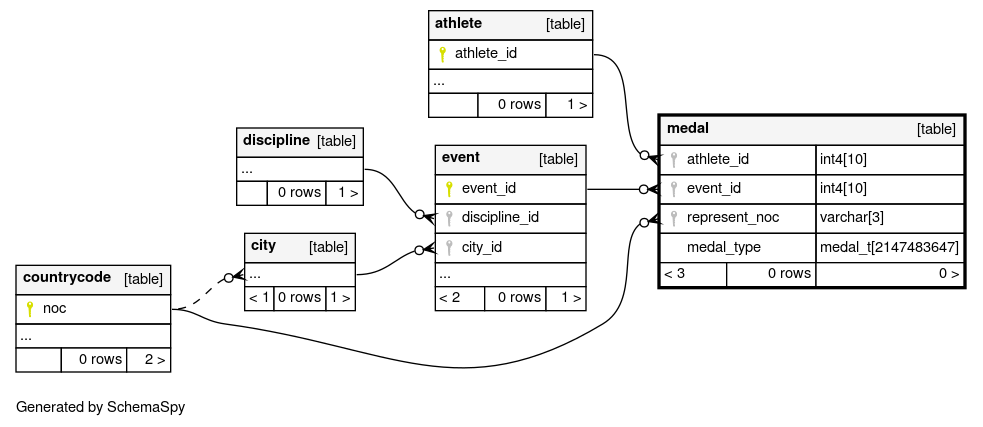 athlete [table]
athlete_id
...
0 rows 1 >
medal [table]
athlete_id int4[10]
event_id int4[10]
represent_noc varchar[3]
medal_type medal_t[2147483647]
< 3 0 rows 0 >
discipline [table]
...
0 rows 1 >
event [table]
event_id
discipline_id
city_id
...
< 2 0 rows 1 >
city [table]
...
< 1 0 rows 1 >
countrycode [table]
noc
...
0 rows 2 >
Generated by SchemaSpy